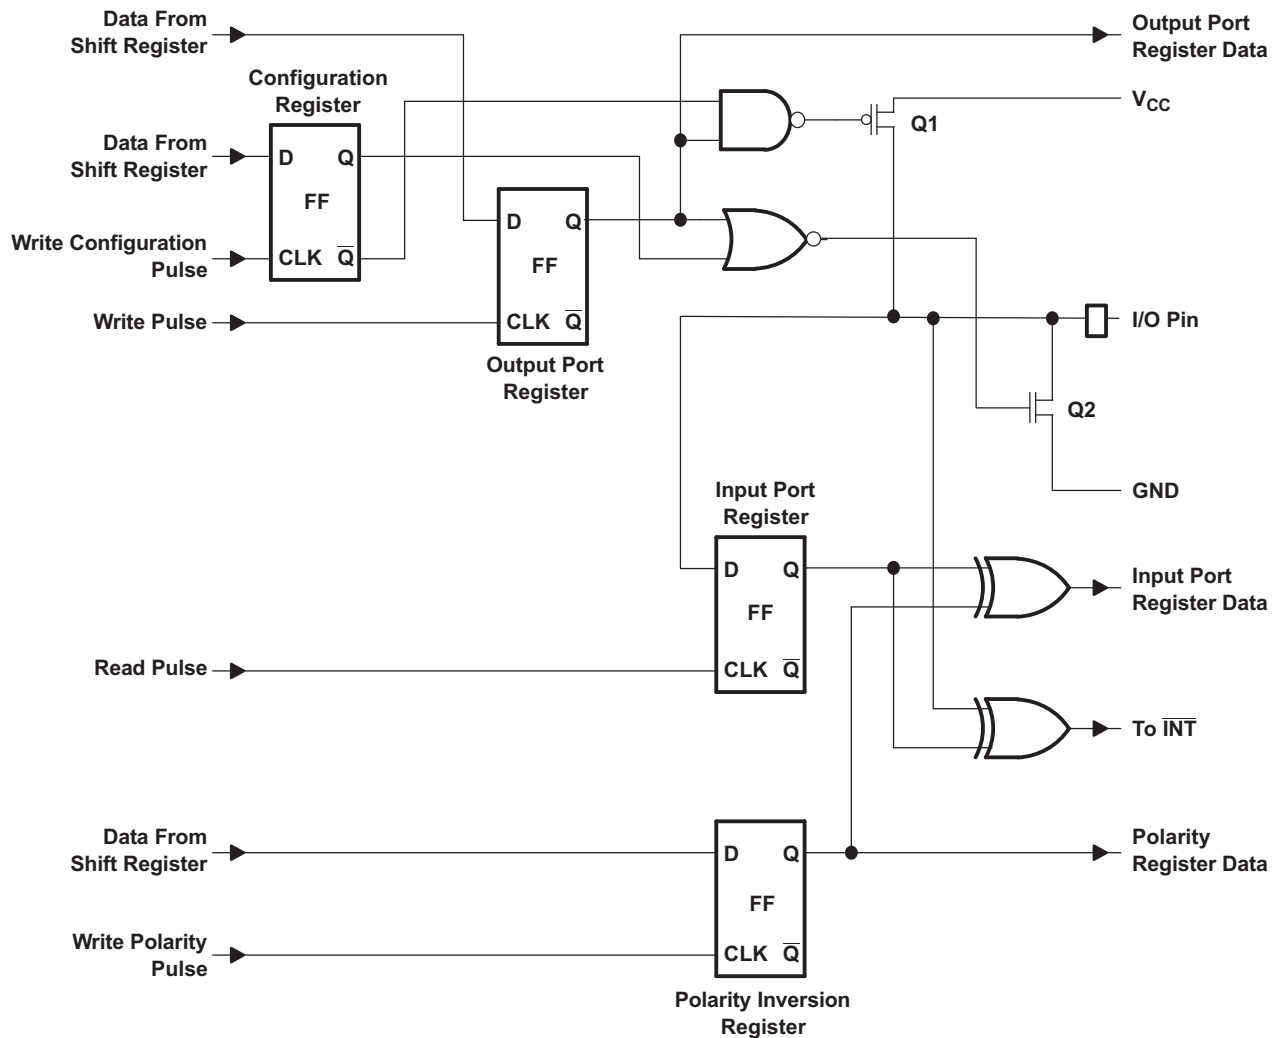 Data From
Shift Register
Output Port
Register Data
Configuration
Register
V_CC
Q1
Data From
Shift Register
D
Q
FF
Write Configuration
Pulse
CLK
Q̅
D
Q
FF
CLK
Q̅
Write Pulse
Output Port
Register
I/O Pin
Q2
GND
Input Port
Register
D
Q
FF
CLK
Q̅
Input Port
Register Data
Read Pulse
To I̅N̅T̅
Data From
Shift Register
D
Q
FF
CLK
Q̅
Polarity
Register Data
Write Polarity
Pulse
Polarity Inversion
Register